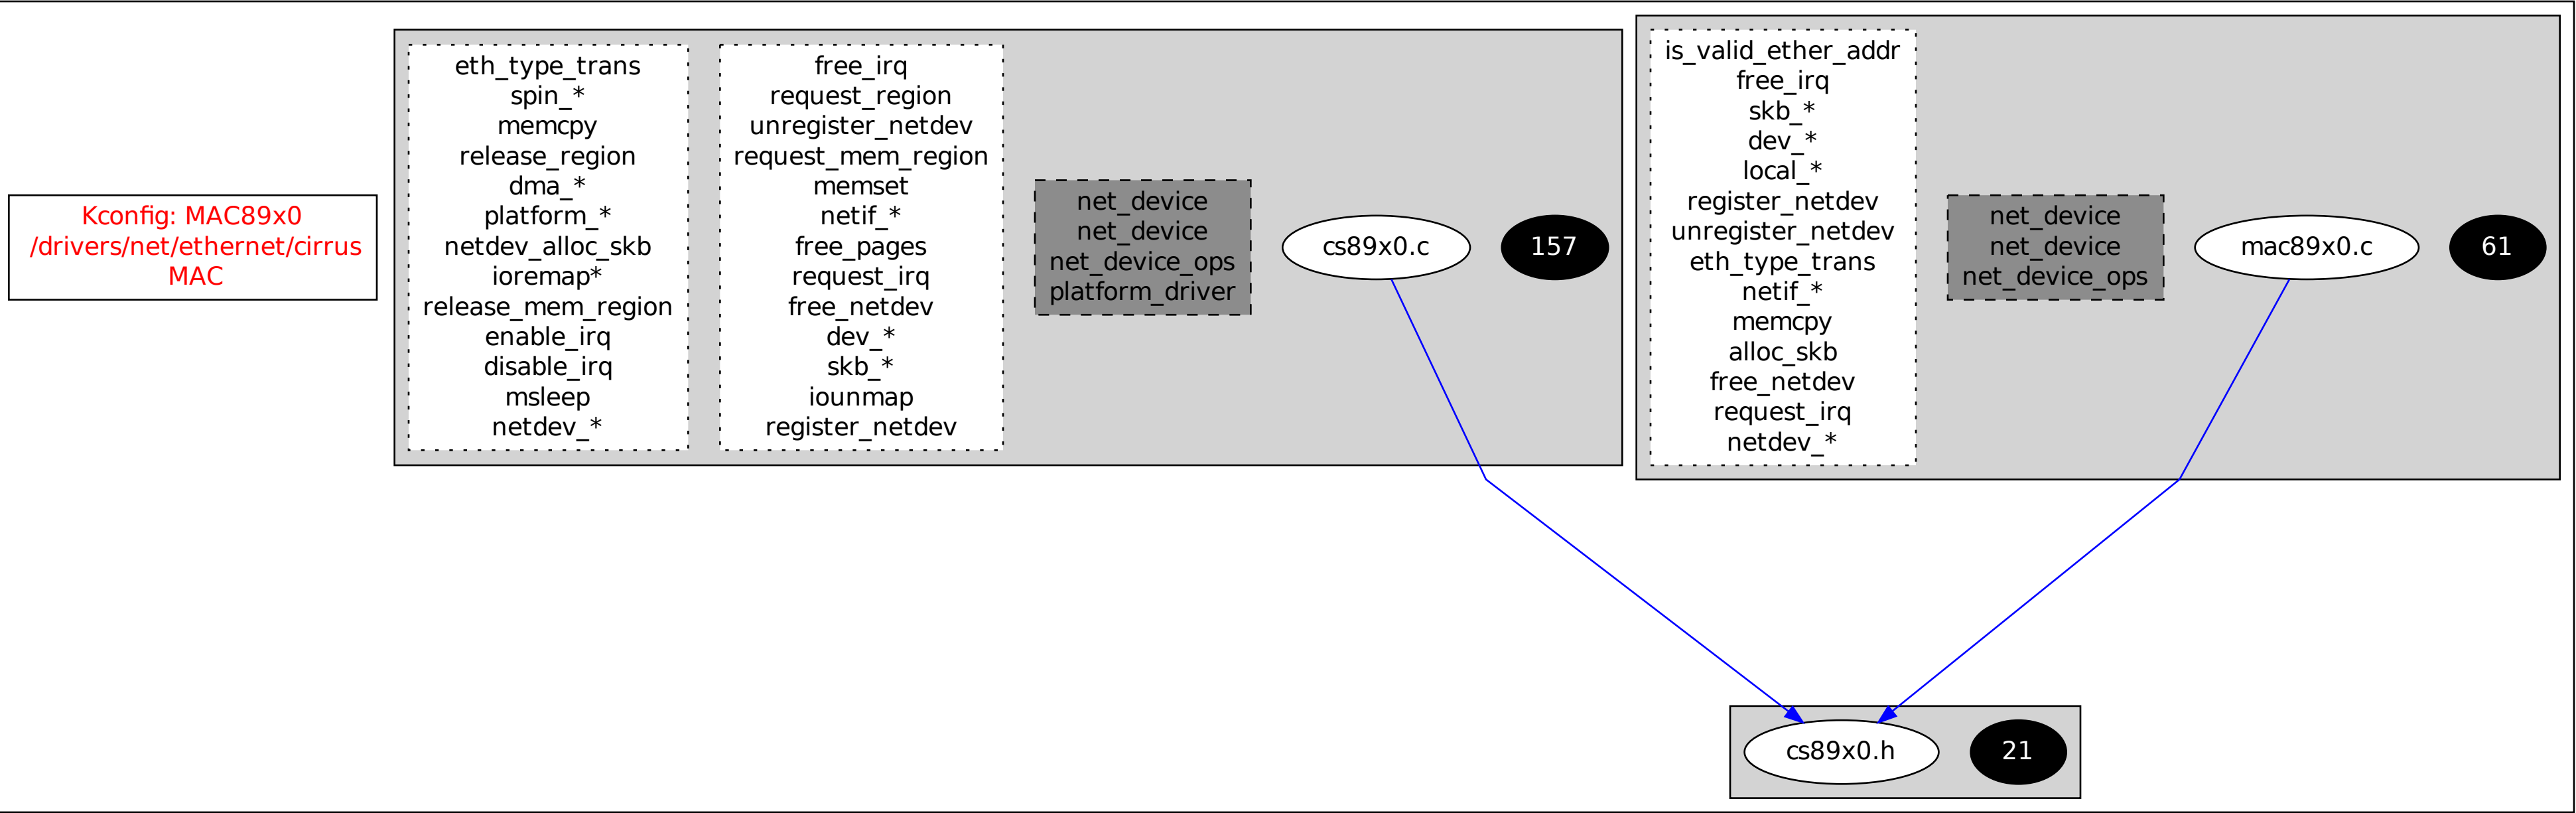 Kconfig: MAC89x0
/drivers/net/ethernet/cirrus
MAC
eth_type_trans
spin_*
memcpy
release_region
dma_*
platform_*
netdev_alloc_skb
ioremap*
release_mem_region
enable_irq
disable_irq
msleep
netdev_*
free_irq
request_region
unregister_netdev
request_mem_region
memset
netif_*
free_pages
request_irq
free_netdev
dev_*
skb_*
iounmap
register_netdev
net_device
net_device
net_device_ops
platform_driver
cs89x0.c
157
is_valid_ether_addr
free_irq
skb_*
dev_*
local_*
register_netdev
unregister_netdev
eth_type_trans
netif_*
memcpy
alloc_skb
free_netdev
request_irq
netdev_*
net_device
net_device
net_device_ops
mac89x0.c
61
cs89x0.h
21